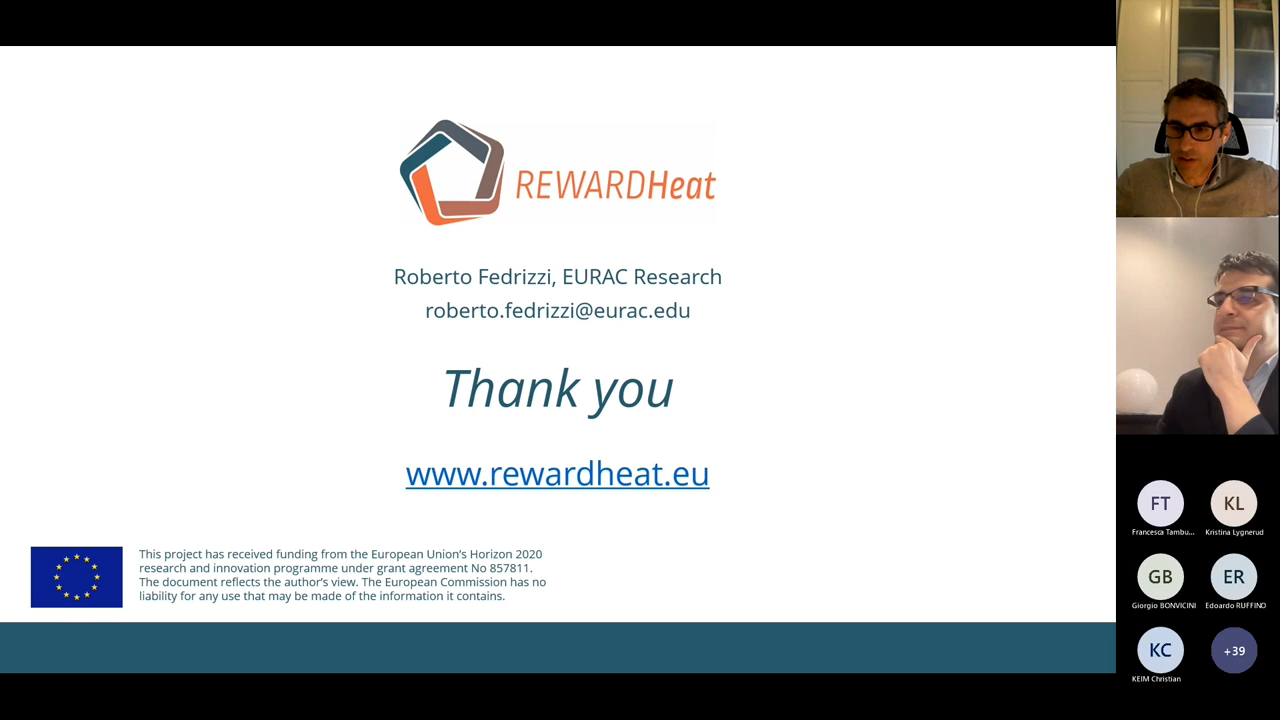 REWARDHeat
Roberto Fedrizzi, EURAC Research
roberto.fedrizzi@eurac.edu
Thank you
www.rewardheat.eu
This project has received funding from the European Union's Horizon 2020
research and innovation programme under grant agreement No 857811.
The document reflects the author's view. The European Commission has no
liability for any use that may be made of the information it contains.
FT
KL
Francesca Tambu...
Kristina Lygnerud
GB
ER
Giorgio BONVICINI
Edoardo RUFFINO
KC
+39
KEIM Christian